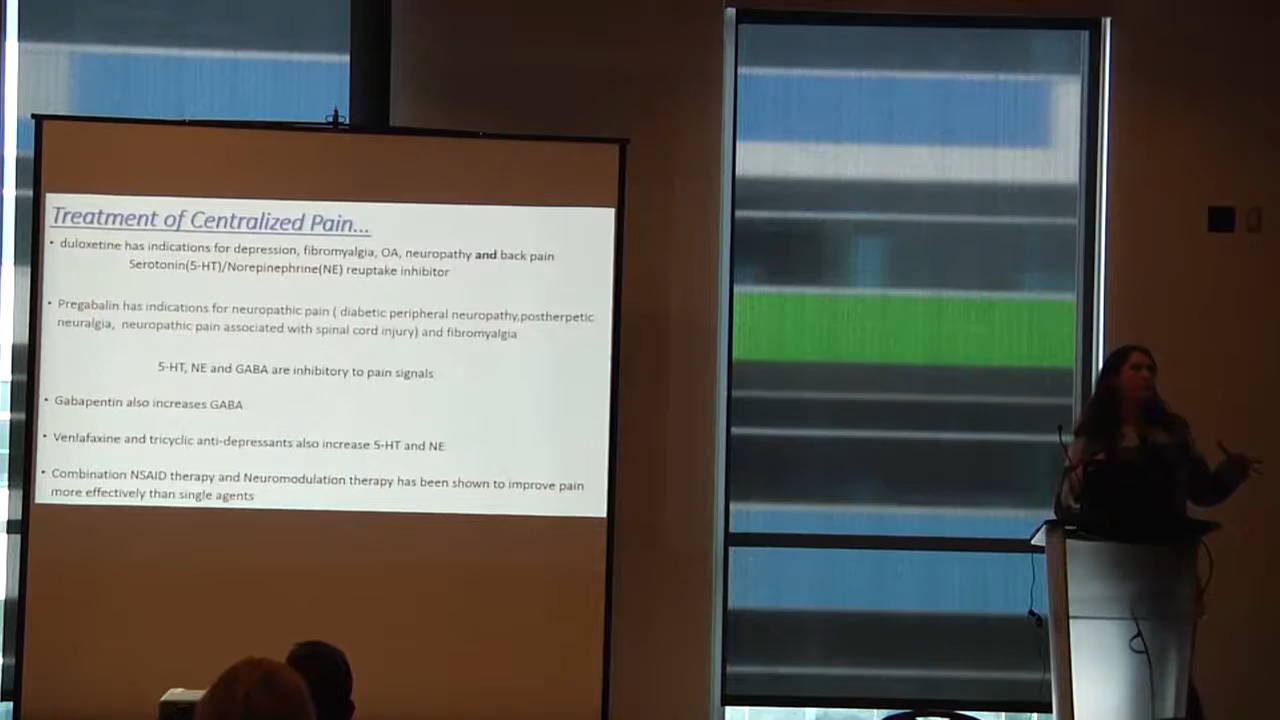 Treatment of Centralized Pain...
• duloxetine has indications for depression, fibromyalgia, OA, neuropathy and back pain
Serotonin(5-HT)/Norepinephrine(NE) reuptake inhibitor
• Pregabalin has indications for neuropathic pain ( diabetic peripheral neuropathy,postherpetic
neuralgia, neuropathic pain associated with spinal cord injury) and fibromyalgia
5-HT, NE and GABA are inhibitory to pain signals
• Gabapentin also increases GABA
• Venlafaxine and tricyclic anti-depressants also increase 5-HT and NE
• Combination NSAID therapy and Neuromodulation therapy has been shown to improve pain
more effectively than single agents